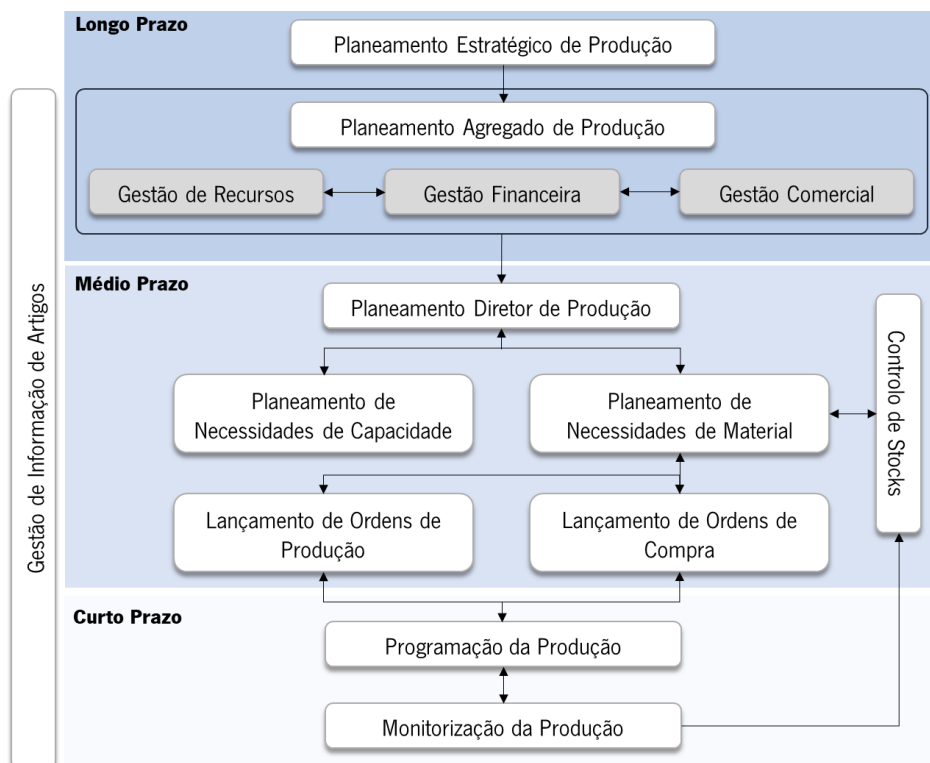 Longo Prazo
Planeamento Estratégico de Produção
Planeamento Agregado de Produção
Gestão de Recursos
Gestão Financeira
Gestão Comercial
Gestão de Informação de Artigos
Médio Prazo
Planeamento Diretor de Produção
Planeamento de
Necessidades de Capacidade
Planeamento de
Necessidades de Material
Controlo de Stocks
Lançamento de Ordens de
Produção
Lançamento de Ordens de
Compra
Curto Prazo
Programação da Produção
Monitorização da Produção